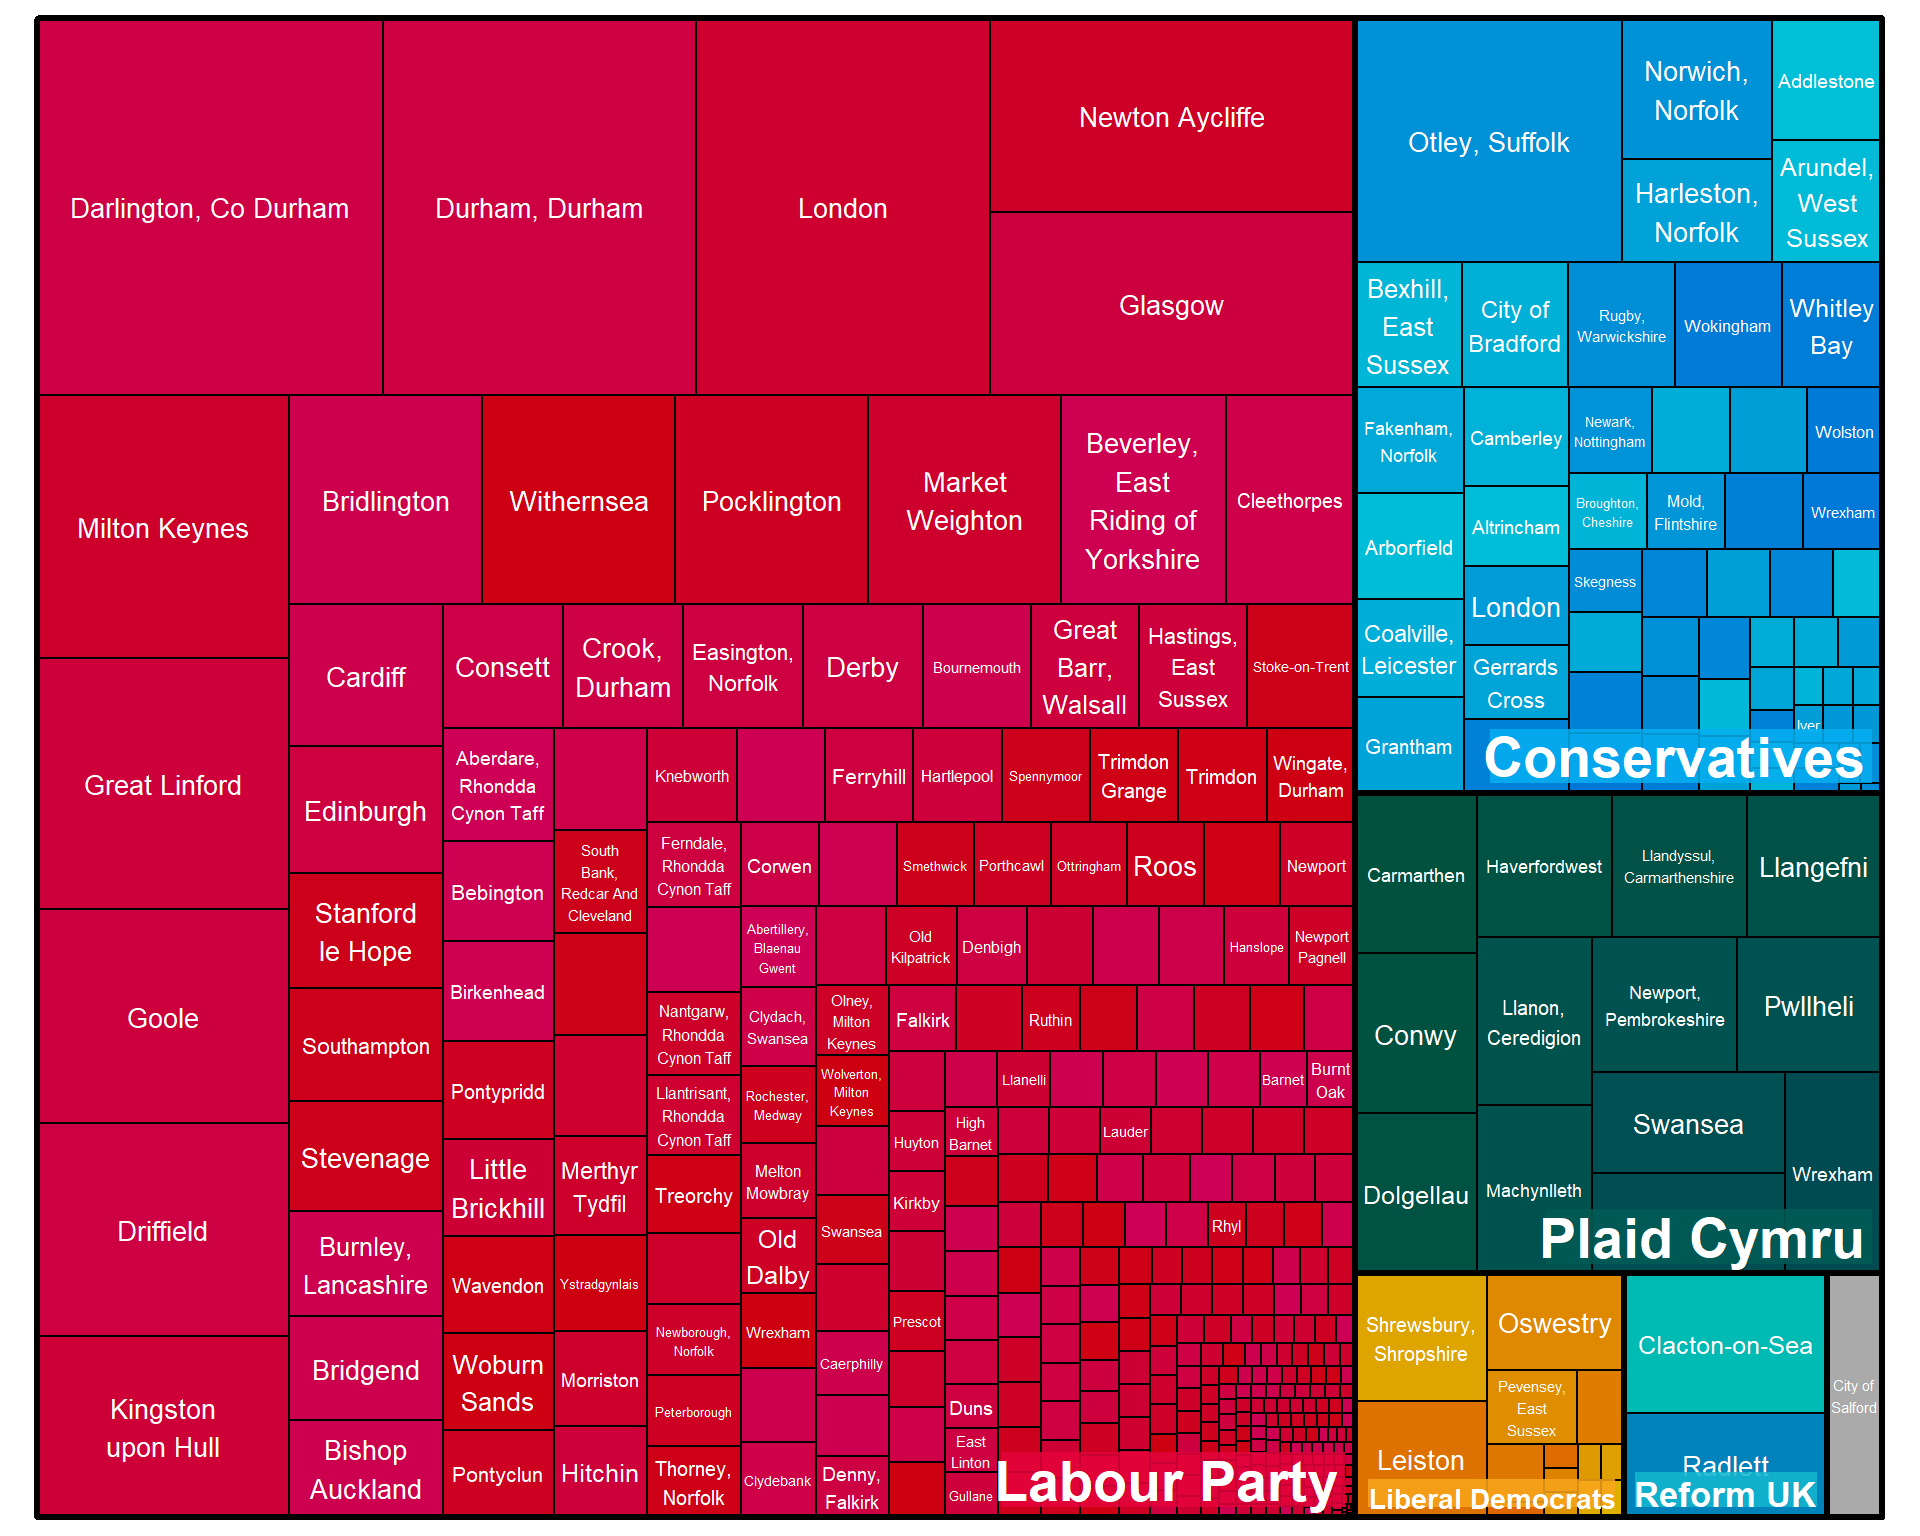 Darlington, Co Durham
Durham, Durham
London
Newton Aycliffe
Glasgow
Milton Keynes
Great Linford
Goole
Driffield
Kingston
upon Hull
Bridlington
Withernsea
Pocklington
Market
Weighton
Beverley,
East
Riding of
Yorkshire
Cleethorpes
Cardiff
Edinburgh
Stanford
le Hope
Southampton
Stevenage
Burnley,
Lancashire
Bridgend
Bishop
Auckland
Consett
Crook,
Durham
Easington,
Norfolk
Derby
Bournemouth
Great
Barr,
Walsall
Hastings,
East
Sussex
Stoke-on-Trent
Aberdare,
Rhondda
Cynon Taff
Bebington
Birkenhead
Pontypridd
Little
Brickhill
Wavendon
Woburn
Sands
Pontyclun
South
Bank,
Redcar And
Cleveland
Merthyr
Tydfil
Ystradgynlais
Morriston
Hitchin
Knebworth
Ferryhill
Hartlepool
Spennymoor
Trimdon
Grange
Trimdon
Wingate,
Durham
Ferndale,
Rhondda
Cynon Taff
Nantgarw,
Rhondda
Cynon Taff
Llantrisant,
Rhondda
Cynon Taff
Treorchy
Newborough,
Norfolk
Peterborough
Thorney,
Norfolk
Corwen
Smethwick
Porthcawl
Ottringham
Roos
Newport
Abertillery,
Blaenau
Gwent
Clydach,
Swansea
Rochester,
Medway
Melton
Mowbray
Old
Dalby
Wrexham
Clydebank
Old
Kilpatrick
Denbigh
Hanslope
Newport
Pagnell
Olney,
Milton
Keynes
Wolverton,
Milton
Keynes
Swansea
Caerphilly
Denny,
Falkirk
Falkirk
Ruthin
Huyton
Kirkby
Prescot
Llanelli
Barnet
Burnt
Oak
High
Barnet
Lauder
Rhyl
Duns
East
Linton
Gullane
Labour Party
Otley, Suffolk
Norwich,
Norfolk
Harleston,
Norfolk
Addlestone
Arundel,
West
Sussex
Bexhill,
East
Sussex
City of
Bradford
Rugby,
Warwickshire
Wokingham
Whitley
Bay
Fakenham,
Norfolk
Arborfield
Coalville,
Leicester
Grantham
Camberley
Altrincham
London
Gerrards
Cross
Newark,
Nottingham
Wolston
Broughton,
Cheshire
Mold,
Flintshire
Wrexham
Skegness
Iver
Conservatives
Carmarthen
Conwy
Dolgellau
Haverfordwest
Llandyssul,
Carmarthenshire
Llangefni
Llanon,
Ceredigion
Machynlleth
Newport,
Pembrokeshire
Pwllheli
Swansea
Wrexham
Plaid Cymru
Shrewsbury,
Shropshire
Leiston
Oswestry
Pevensey,
East
Sussex
Liberal Democrats
Clacton-on-Sea
Radlett
Reform UK
City of
Salford